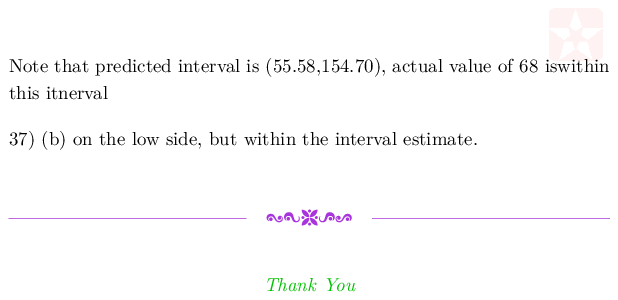 Note that predicted interval is (55.58,154.70), actual value of 68 iswithin
this itnerval
37) (b) on the low side, but within the interval estimate.
Thank You